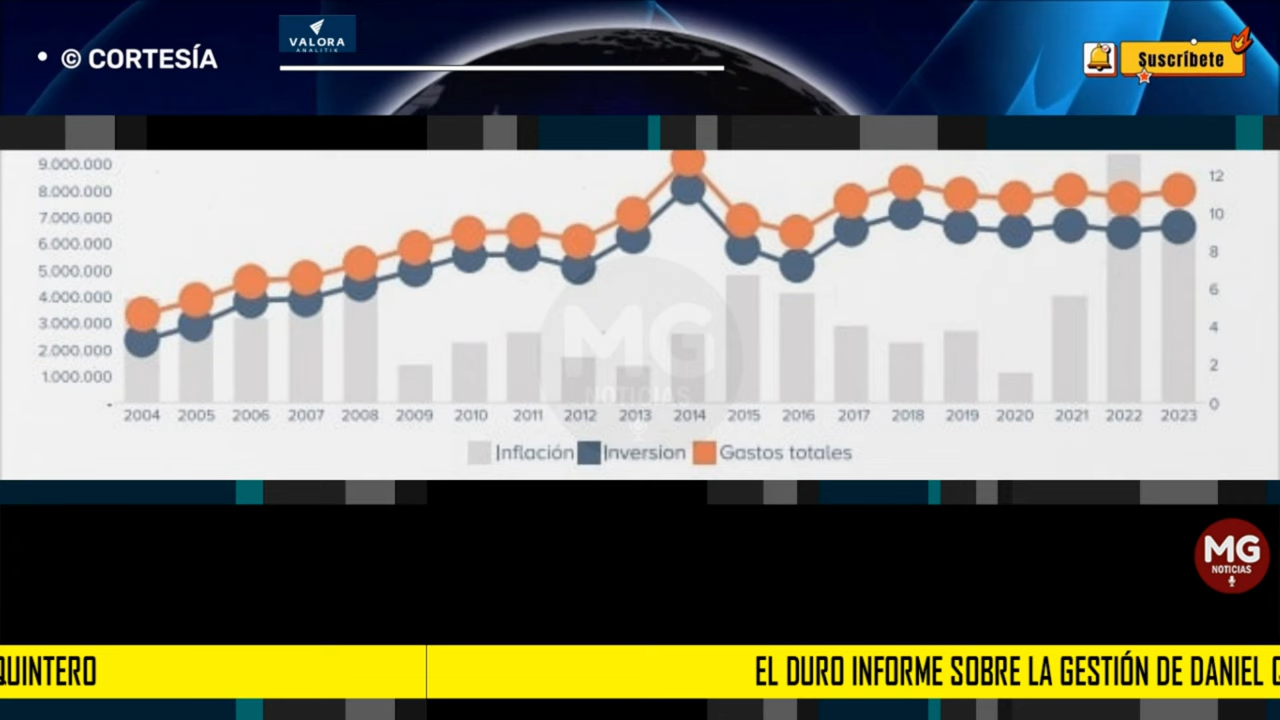 • © CORTESÍA
VALORA
ANALITIK
Suscríbete
9.000.000
8.000.000
7.000.000
6.000.000
5.000.000
4.000.000
3.000.000
2.000.000
1.000.000
-
12
10
8
6
4
2
0
2004 2005 2006 2007 2008 2009 2010 2011 2012 2013 2014 2015 2016 2017 2018 2019 2020 2021 2022 2023
Inflación Inversion Gastos totales
MG
NOTICIAS
MG
NOTICIAS
QUINTERO EL DURO INFORME SOBRE LA GESTIÓN DE DANIEL Q